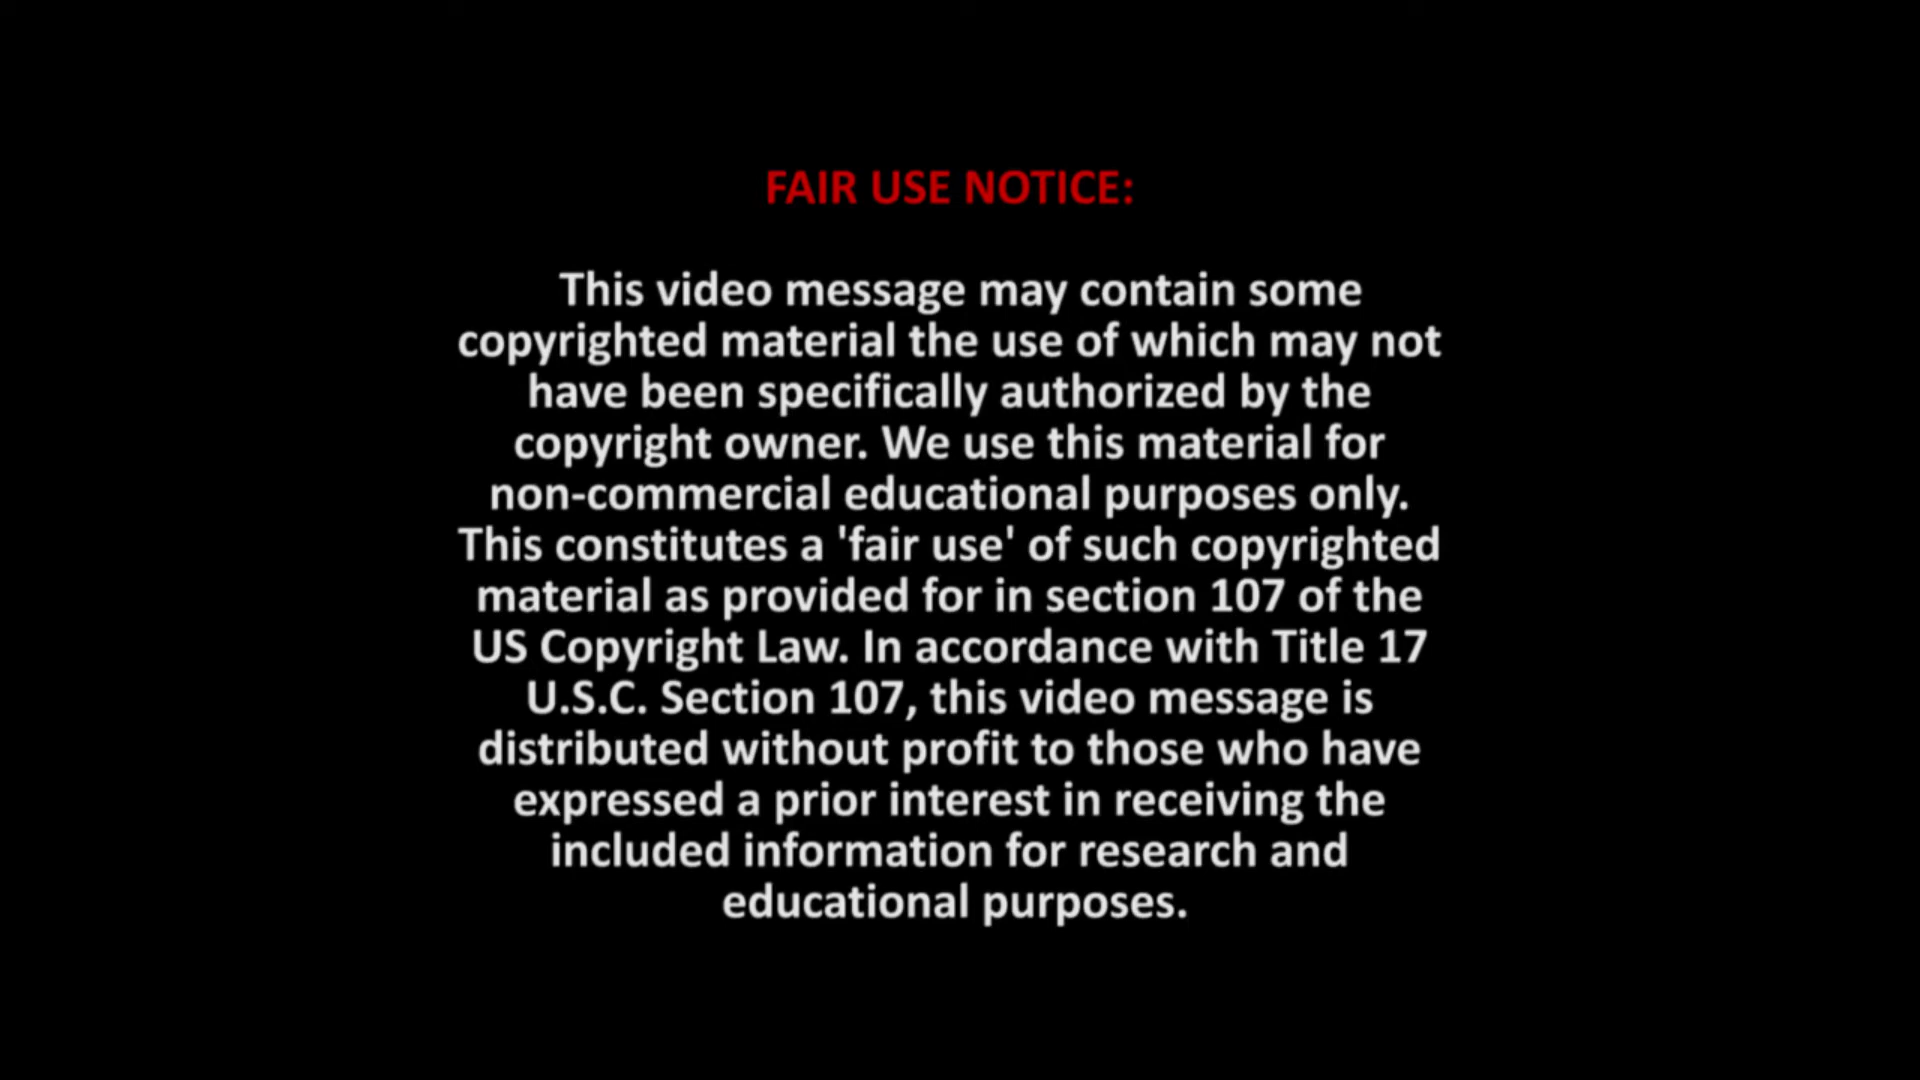 FAIR USE NOTICE:
This video message may contain some
copyrighted material the use of which may not
have been specifically authorized by the
copyright owner. We use this material for
non-commercial educational purposes only.
This constitutes a 'fair use' of such copyrighted
material as provided for in section 107 of the
US Copyright Law. In accordance with Title 17
U.S.C. Section 107, this video message is
distributed without profit to those who have
expressed a prior interest in receiving the
included information for research and
educational purposes.